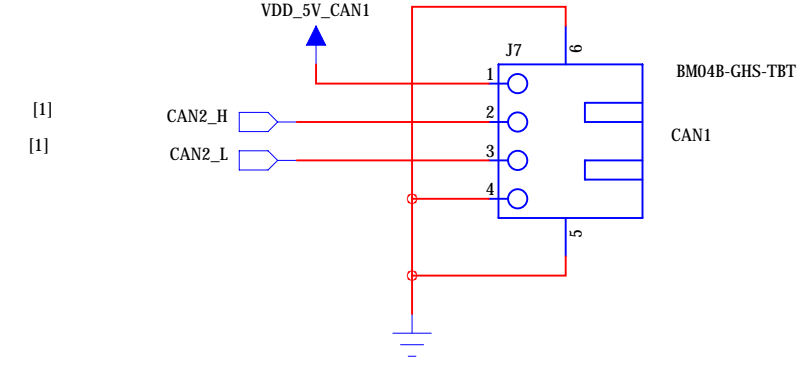 VDD_5V_CAN1
J7
6
BM04B-GHS-TBT
1
[1]
CAN2_H
2
CAN1
[1]
CAN2_L
3
4
5